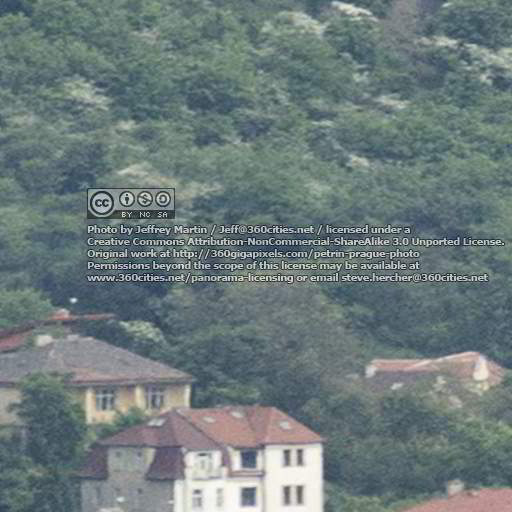 cc BY NC SA
Photo by Jeffrey Martin / Jeff@360cities.net / licensed under a
Creative Commons Attribution-NonCommercial-ShareAlike 3.0 Unported License.
Original work at http://360gigapixels.com/petrin-prague-photo
Permissions beyond the scope of this license may be available at
www.360cities.net/panorama-licensing or email steve.hercher@360cities.net